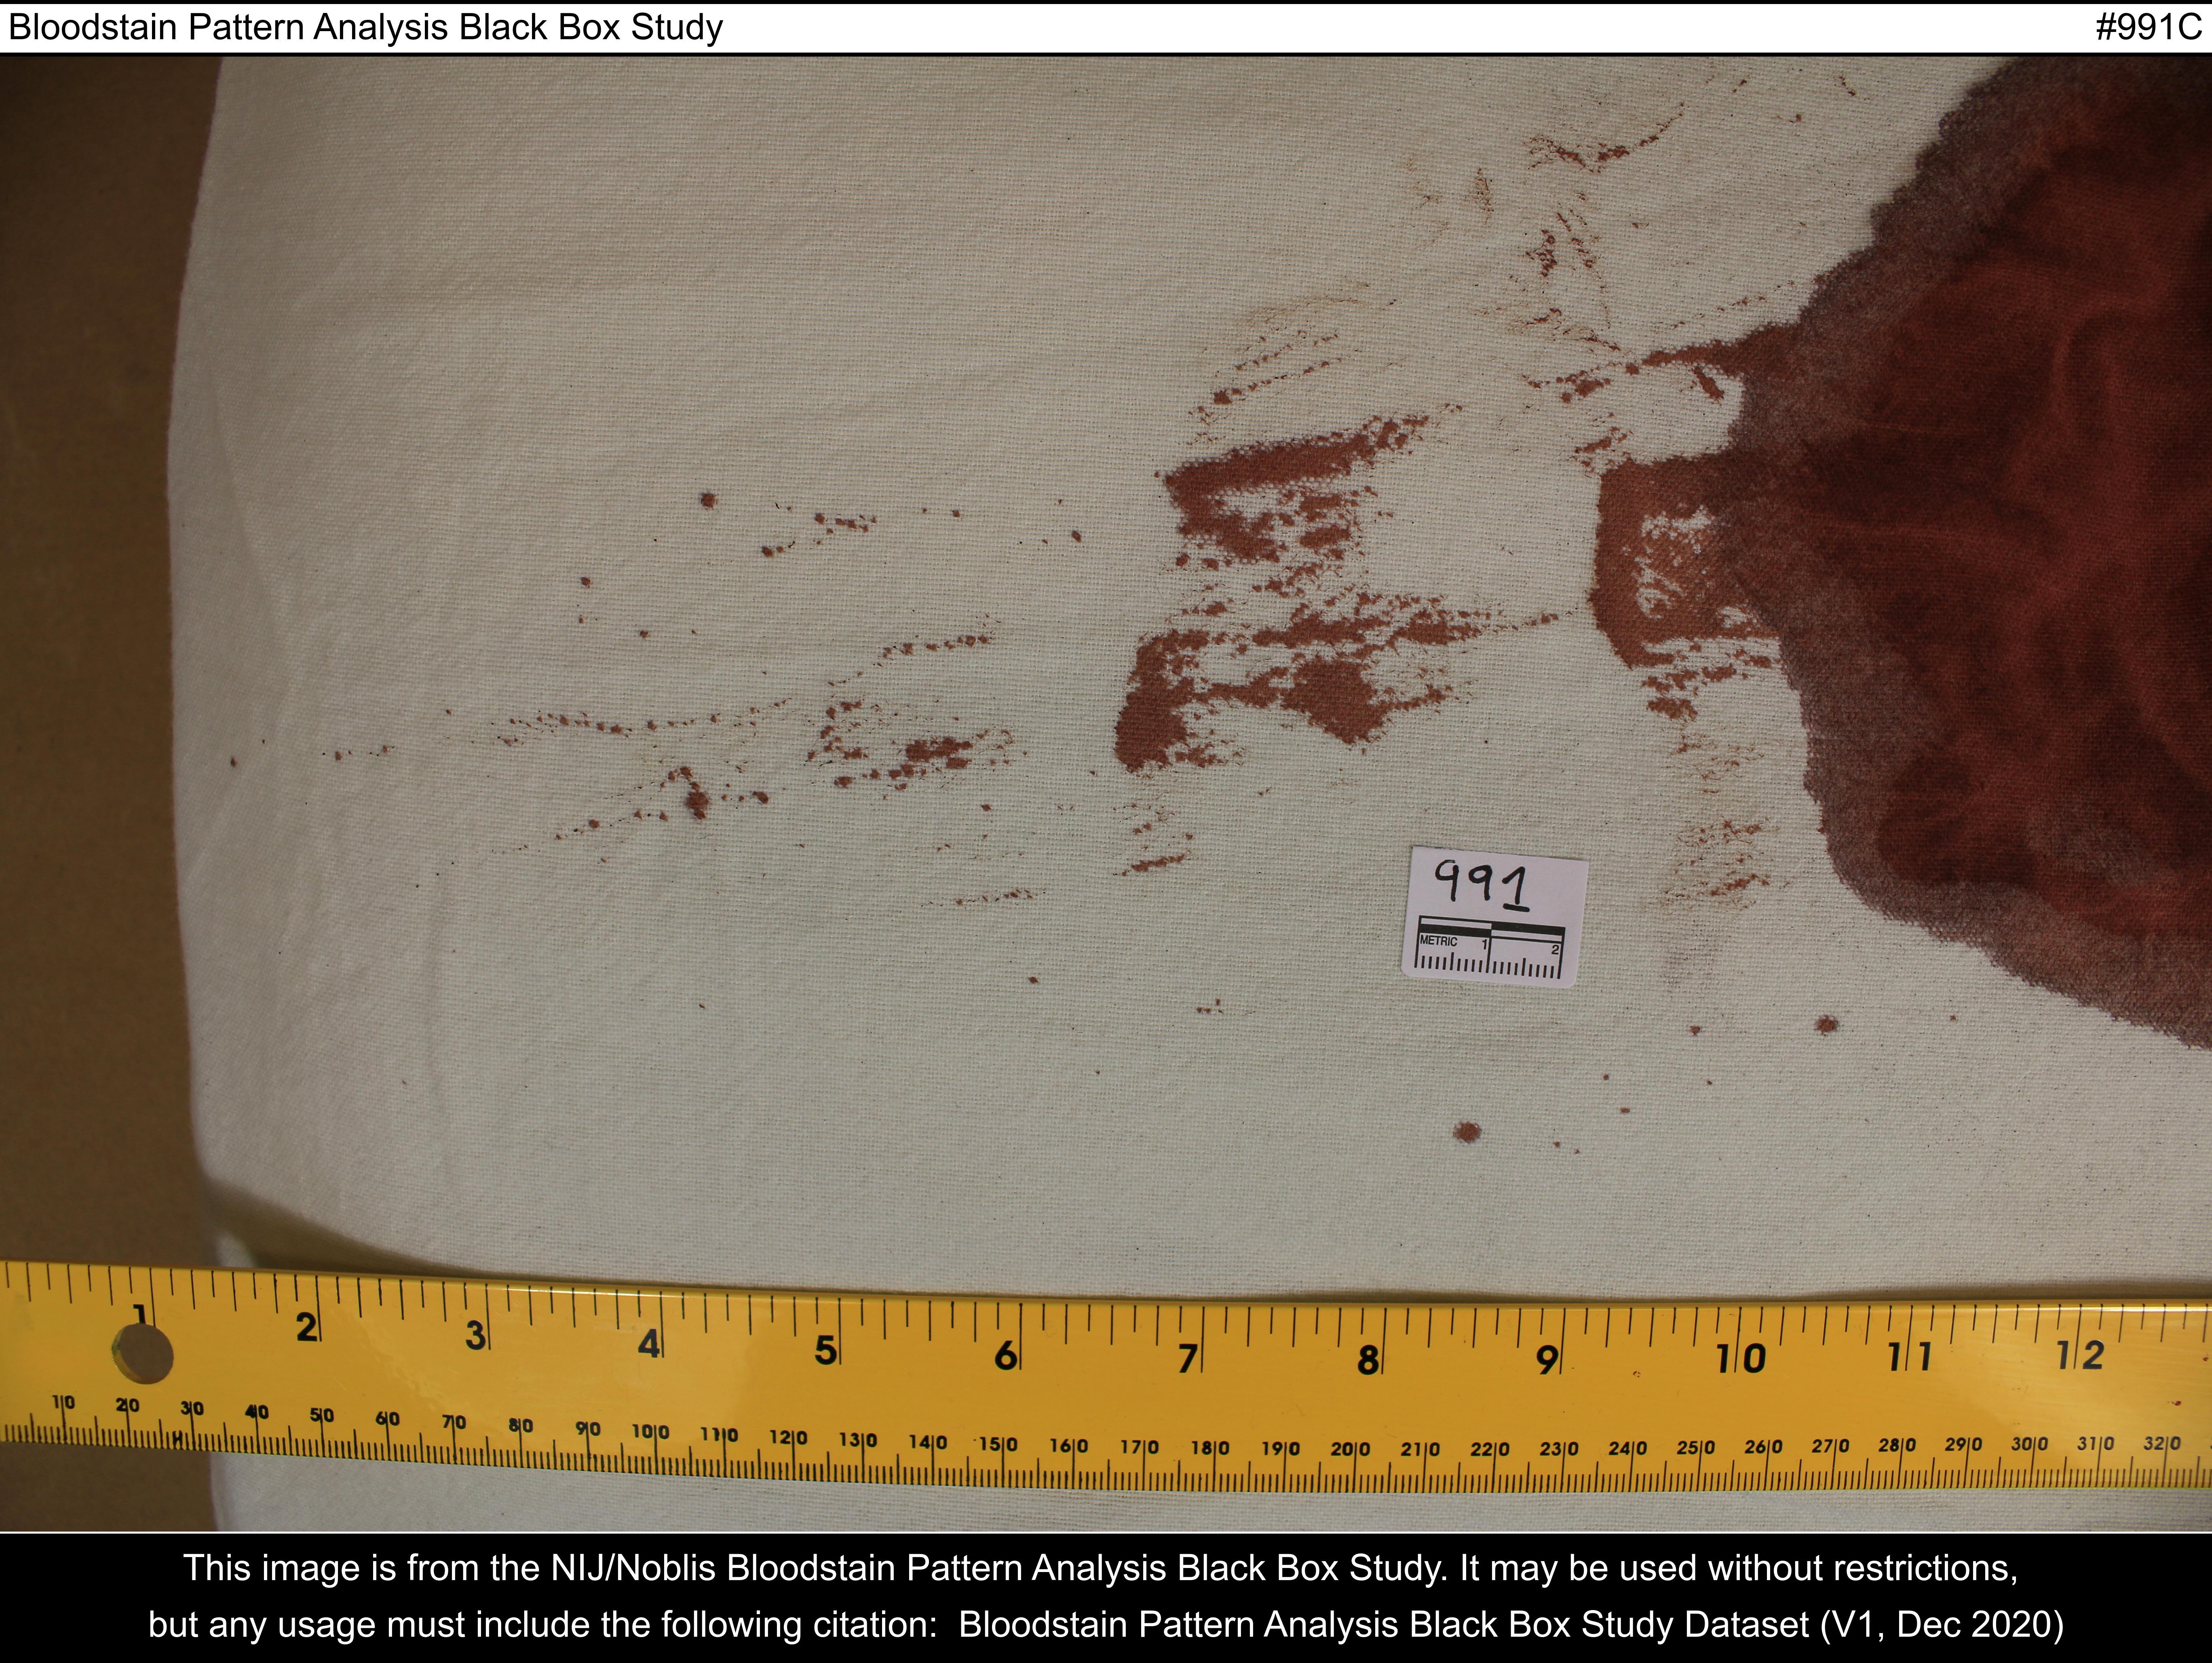 Bloodstain Pattern Analysis Black Box Study #991C
991
METRIC 1 2
1 2 3 4 5 6 7 8 9 10 11 12
10 20 30 40 50 60 70 80 90 100 110 120 130 140 150 160 170 180 190 200 210 220 230 240 250 260 270 280 290 300 310 320
H
This image is from the NIJ/Noblis Bloodstain Pattern Analysis Black Box Study. It may be used without restrictions,
but any usage must include the following citation: Bloodstain Pattern Analysis Black Box Study Dataset (V1, Dec 2020)